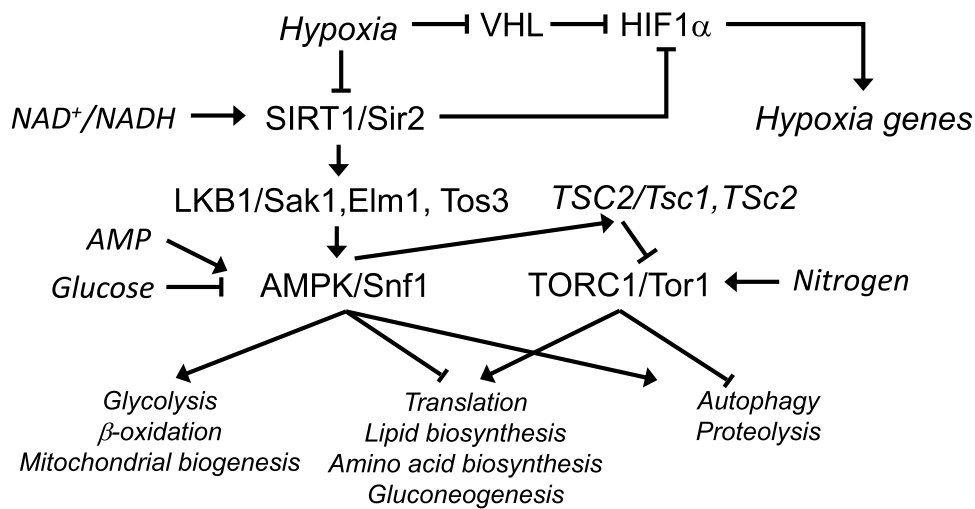 Hypoxia
VHL
HIF1α
NAD⁺/NADH
SIRT1/Sir2
Hypoxia genes
LKB1/Sak1,Elm1, Tos3
TSC2/Tsc1,TSc2
AMP
Glucose
AMPK/Snf1
TORC1/Tor1
Nitrogen
Glycolysis
β-oxidation
Mitochondrial biogenesis
Translation
Lipid biosynthesis
Amino acid biosynthesis
Gluconeogenesis
Autophagy
Proteolysis